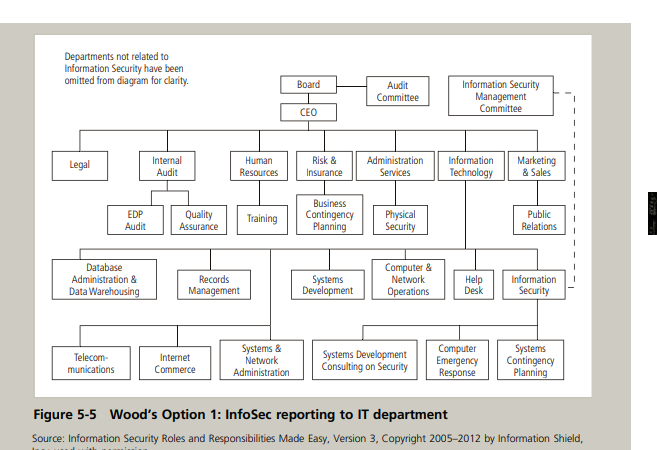 Departments not related to
Information Security have been
omitted from diagram for clarity.
Board
Audit
Committee
Information Security
Management
Committee
CEO
Legal
Internal
Audit
Human
Resources
Risk &
Insurance
Administration
Services
Information
Technology
Marketing
& Sales
EDP
Audit
Quality
Assurance
Training
Business
Contingency
Planning
Physical
Security
Public
Relations
Database
Administration &
Data Warehousing
Records
Management
Systems
Development
Computer &
Network
Operations
Help
Desk
Information
Security
Telecom-
munications
Internet
Commerce
Systems &
Network
Administration
Systems Development
Consulting on Security
Computer
Emergency
Response
Systems
Contingency
Planning
Figure 5-5 Wood's Option 1: InfoSec reporting to IT department
Source: Information Security Roles and Responsibilities Made Easy, Version 3, Copyright 2005–2012 by Information Shield,